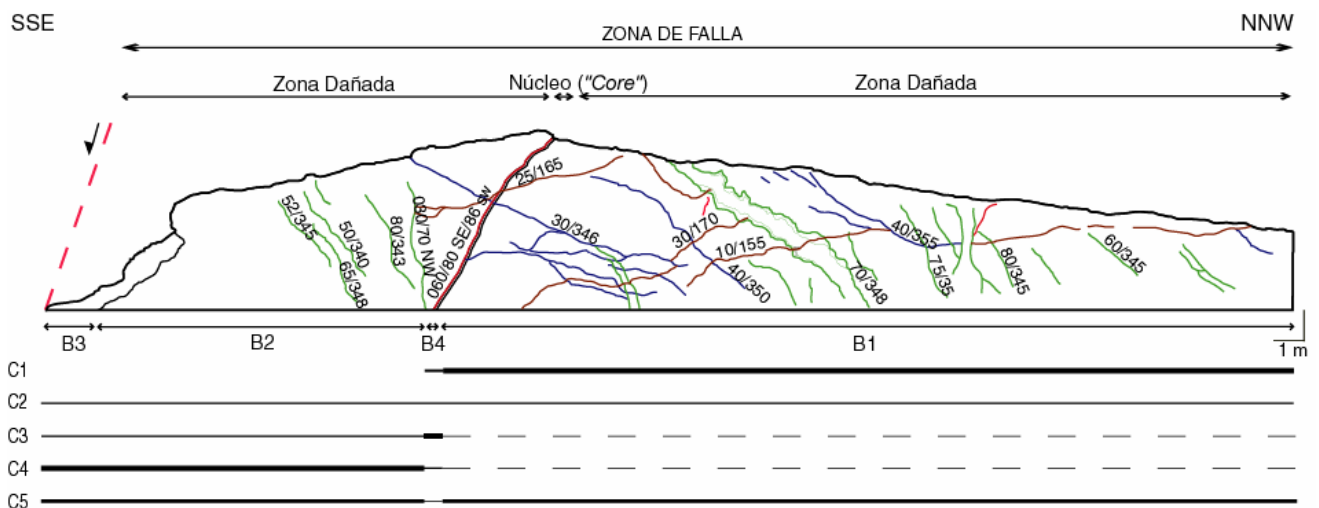 SSE
NNW
ZONA DE FALLA
Zona Dañada
Núcleo ("Core")
Zona Dañada
52/345
50/340
65/348
80/343
080/70 NW
060/80 SE/86 SW
25/165
30/346
30/170
10/155
40/350
70/348
40/355
75/35
80/345
60/345
B3
B2
B4
B1
1 m
C1
C2
C3
C4
C5